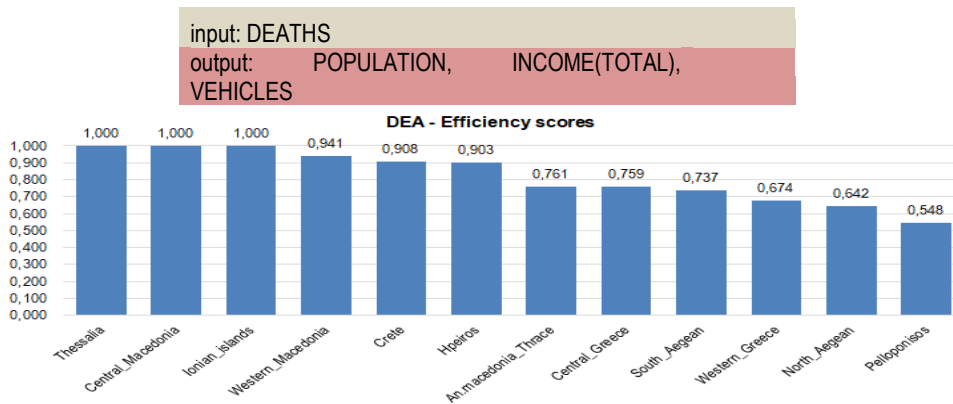 input: DEATHS
output: POPULATION, INCOME(TOTAL),
VEHICLES
DEA - Efficiency scores
1,000 1,000 1,000 0,941 0,908 0,903 0,761 0,759 0,737 0,674 0,642 0,548
1,000
0,900
0,800
0,700
0,600
0,500
0,400
0,300
0,200
0,100
0,000
Thessalia
Central_Macedonia
Ionian_islands
Western_Macedonia
Crete
Hpeiros
An.macedonia_Thrace
Central_Greece
South_Aegean
Western_Greece
North_Aegean
Pelloponisos